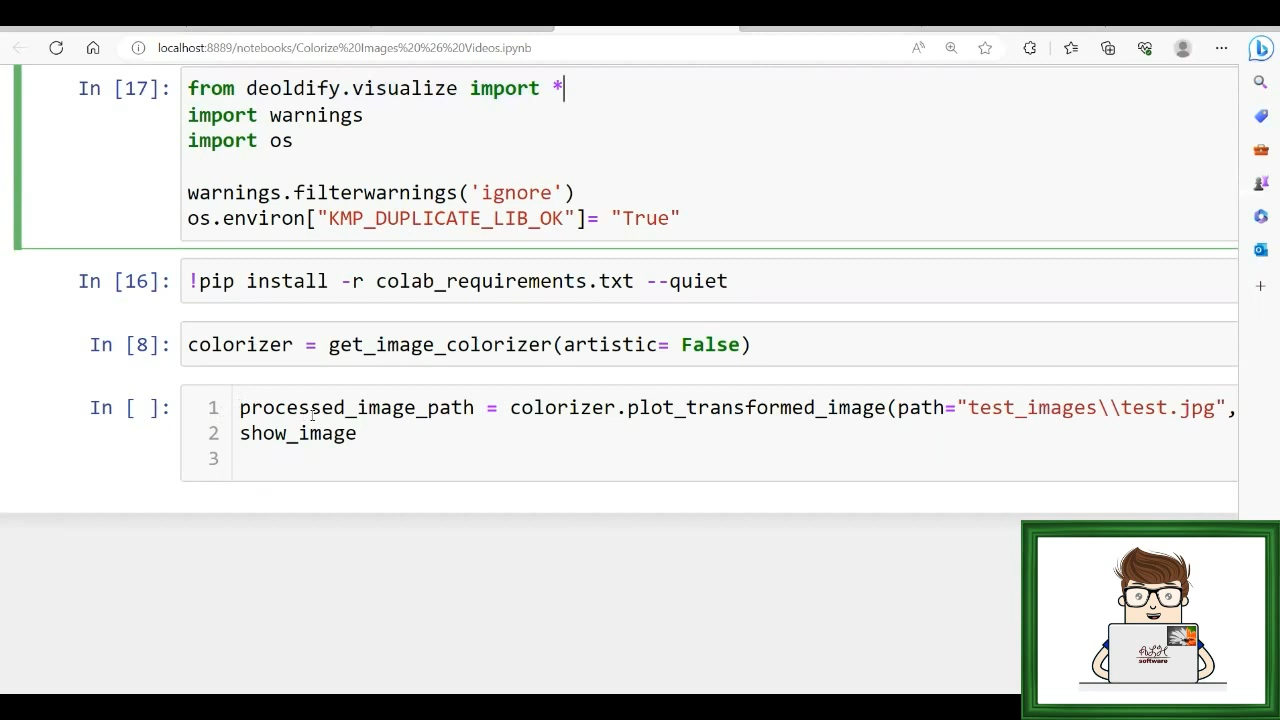 localhost:8889/notebooks/Colorize%20Images%20%26%20Videos.ipynb
In [17]:
from deoldify.visualize import *
import warnings
import os
warnings.filterwarnings('ignore')
os.environ["KMP_DUPLICATE_LIB_OK"]= "True"
In [16]:
!pip install -r colab_requirements.txt --quiet
In [8]:
colorizer = get_image_colorizer(artistic= False)
In [ ]:
1 processed_image_path = colorizer.plot_transformed_image(path="test_images\\test.jpg",
2 show_image
3
software